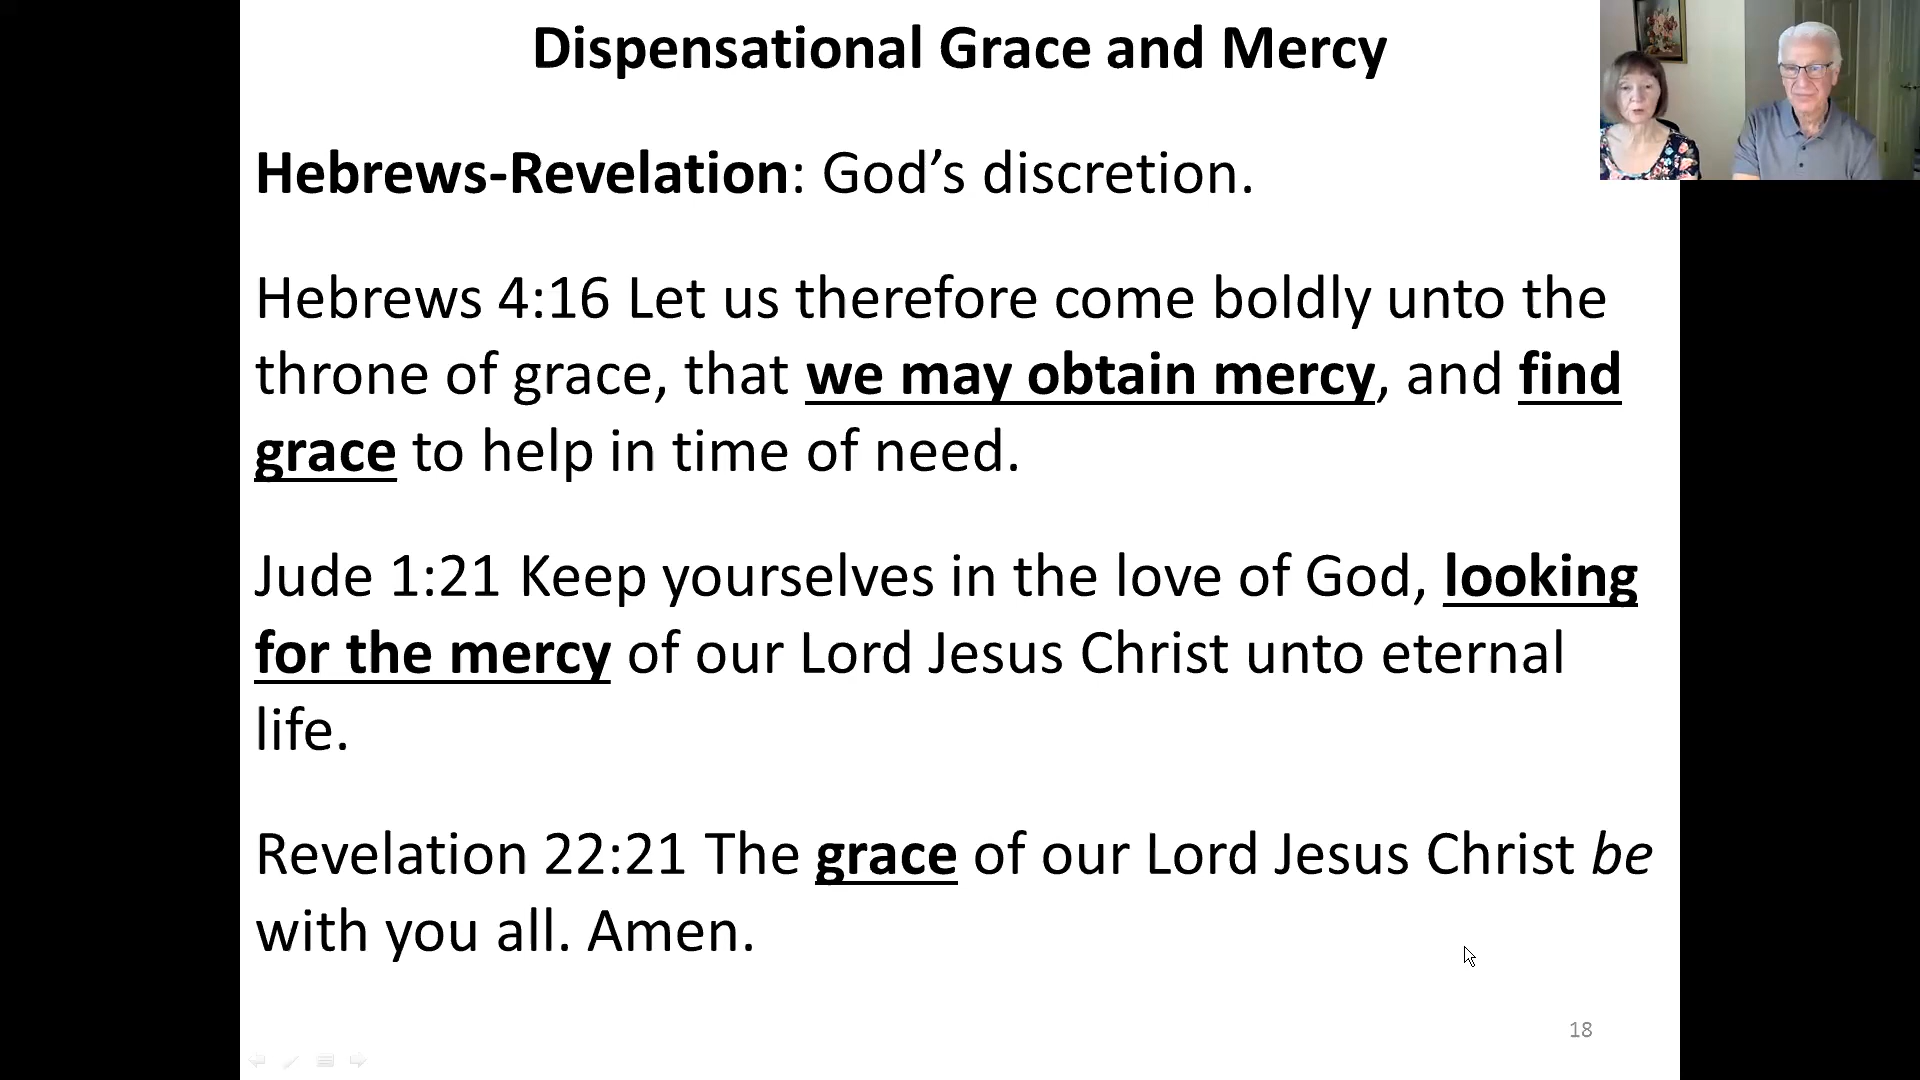 Dispensational Grace and Mercy
Hebrews-Revelation: God’s discretion.
Hebrews 4:16 Let us therefore come boldly unto the
throne of grace, that we may obtain mercy, and find
grace to help in time of need.
Jude 1:21 Keep yourselves in the love of God, looking
for the mercy of our Lord Jesus Christ unto eternal
life.
Revelation 22:21 The grace of our Lord Jesus Christ be
with you all. Amen.
18